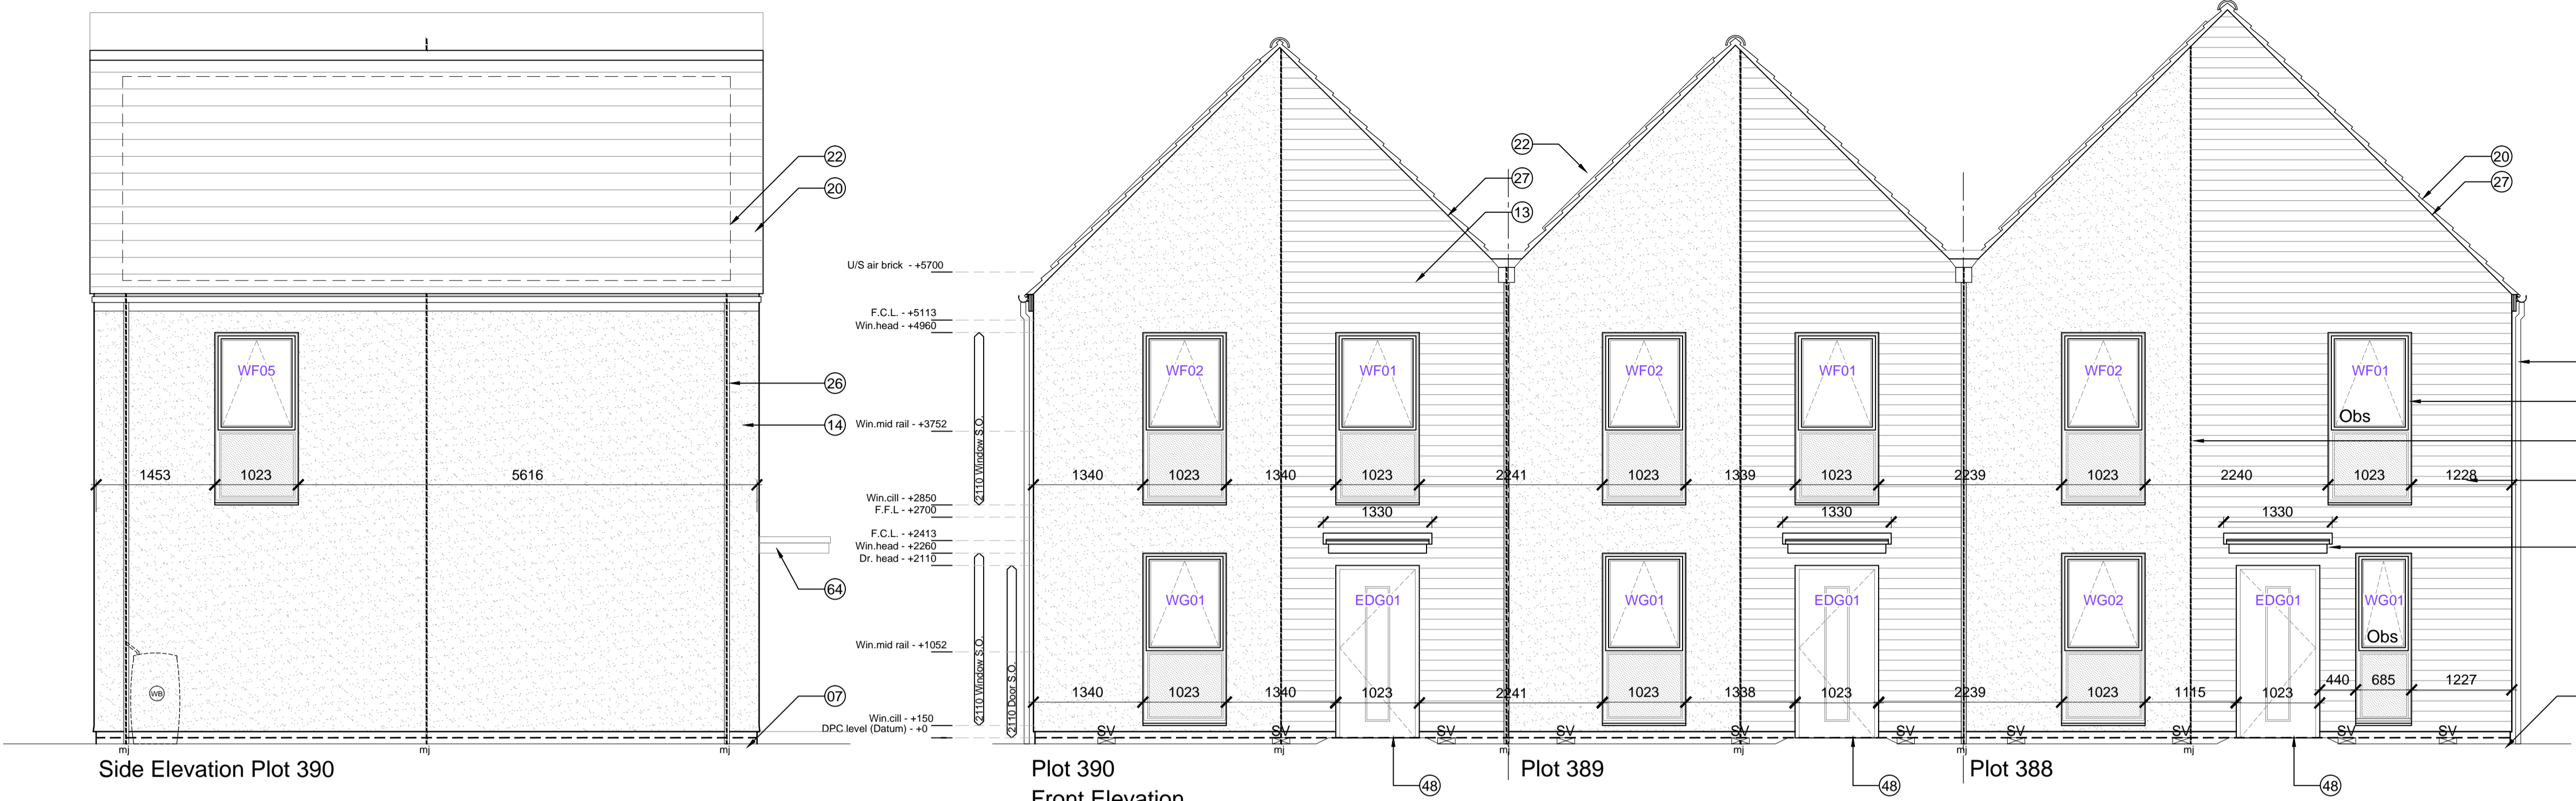 22
20
WF05
26
14
1453
1023
5616
64
WB
07
mj
mj
mj
Side Elevation Plot 390
U/S air brick - +5700
F.C.L. - +5113
Win.head - +4960
Win.mid rail - +3752
Win.cill - +2850
F.F.L - +2700
F.C.L. - +2413
Win.head - +2260
Dr. head - +2110
Win.mid rail - +1052
Win.cill - +150
DPC level (Datum) - +0
2110 Window S.O.
2110 Window S.O.
2110 Door S.O.
22
27
13
20
27
WF02
WF01
WF02
WF01
WF02
WF01
Obs
1340
1023
1340
1023
2241
1023
1339
1023
2239
1023
2240
1023
1228
1330
1330
1330
WG01
EDG01
WG01
EDG01
WG02
EDG01
WG01
Obs
1340
1023
1340
1023
2241
1023
1338
1023
2239
1023
1115
1023
440
685
1227
SV
SV
SV
SV
SV
SV
SV
SV
SV
SV
mj
mj
mj
mj
mj
Plot 390
Plot 389
Plot 388
48
48
48
Front Elevation